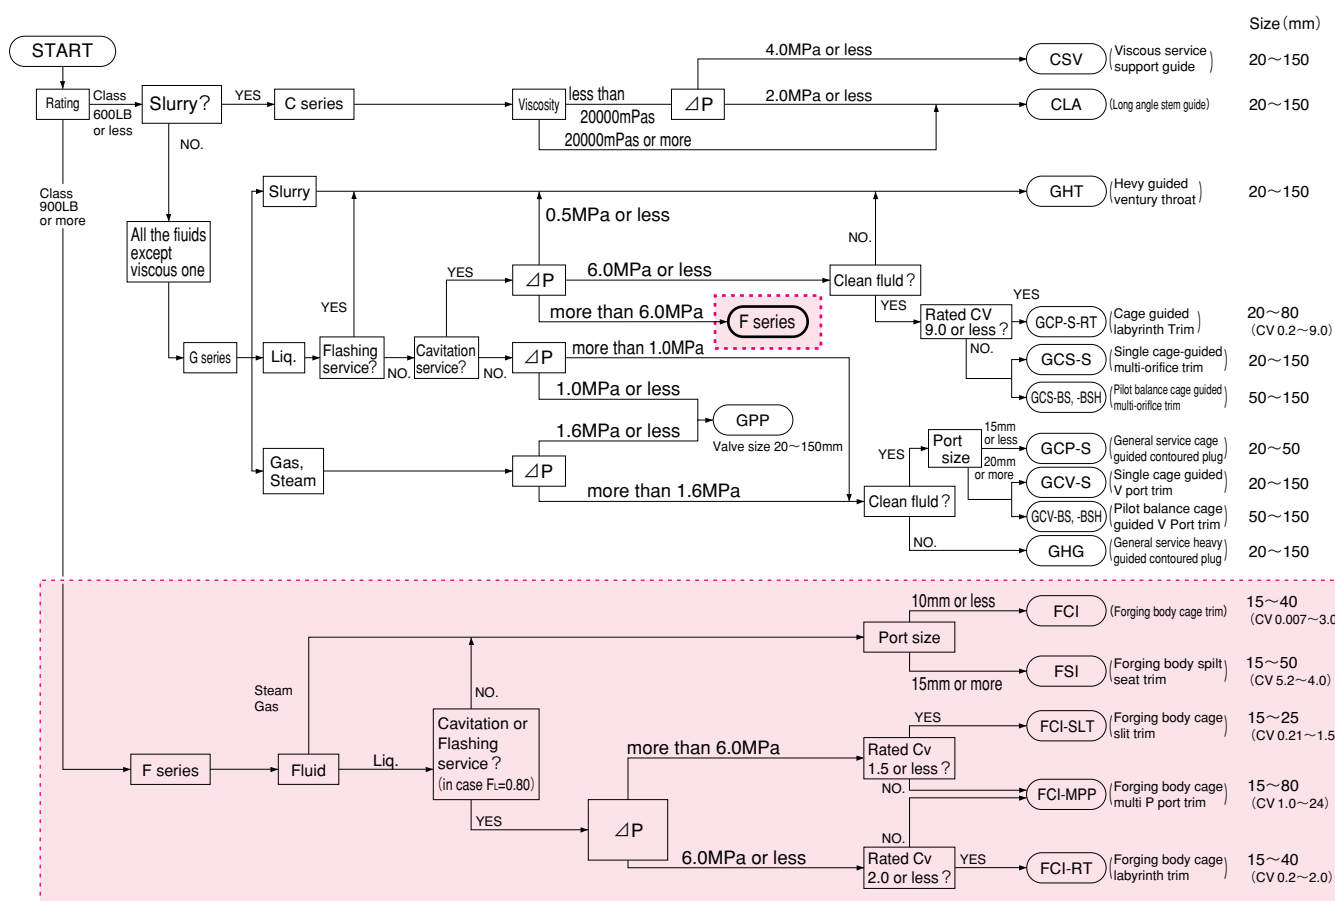 Size (mm)
START
4.0MPa or less
CSV
(Viscous service
support guide)
20～150
Rating
Class
600LB
or less
Slurry?
YES
C series
Viscosity
less than
20000mPas
⊿P
2.0MPa or less
CLA
(Long angle stem guide)
20～150
20000mPas or more
NO.
Class
900LB
or more
Slurry
GHT
(Hevy guided
ventury throat)
20～150
0.5MPa or less
All the fluids
except
viscous one
NO.
YES
YES
⊿P
6.0MPa or less
Clean fluld?
more than 6.0MPa
F series
YES
Rated CV
9.0 or less?
YES
GCP-S-RT
(Cage guided
labyrinth Trim)
20～80
(CV 0.2～9.0)
G series
Liq.
Flashing
service?
NO.
Cavitation
service?
NO.
⊿P
more than 1.0MPa
NO.
GCS-S
(Single cage-guided
multi-orifice trim)
20～150
1.0MPa or less
GCS-BS, -BSH
(Pilot balance cage guided
multi-orifice trim)
50～150
GPP
Valve size 20～150mm
1.6MPa or less
Gas,
Steam
⊿P
more than 1.6MPa
Clean fluld?
YES
Port
size
15mm
or less
GCP-S
(General service cage
guided contoured plug)
20～50
20mm
or more
GCV-S
(Single cage guided
V port trim)
20～150
GCV-BS, -BSH
(Pilot balance cage
guided V Port trim)
50～150
NO.
GHG
(General service heavy
guided contoured plug)
20～150
10mm or less
FCI
(Forging body cage trim)
15～40
(CV 0.007～3.0
Port size
15mm or more
FSI
(Forging body spilt
seat trim)
15～50
(CV 5.2～4.0)
Steam
Gas
NO.
F series
Fluid
Liq.
Cavitation or
Flashing
service?
(in case FL=0.80)
YES
⊿P
more than 6.0MPa
Rated Cv
1.5 or less?
YES
FCI-SLT
(Forging body cage
slit trim)
15～25
(CV 0.21～1.5
NO.
FCI-MPP
(Forging body cage
multi P port trim)
15～80
(CV 1.0～24)
6.0MPa or less
NO.
Rated Cv
2.0 or less?
YES
FCI-RT
(Forging body cage
labyrinth trim)
15～40
(CV 0.2～2.0)